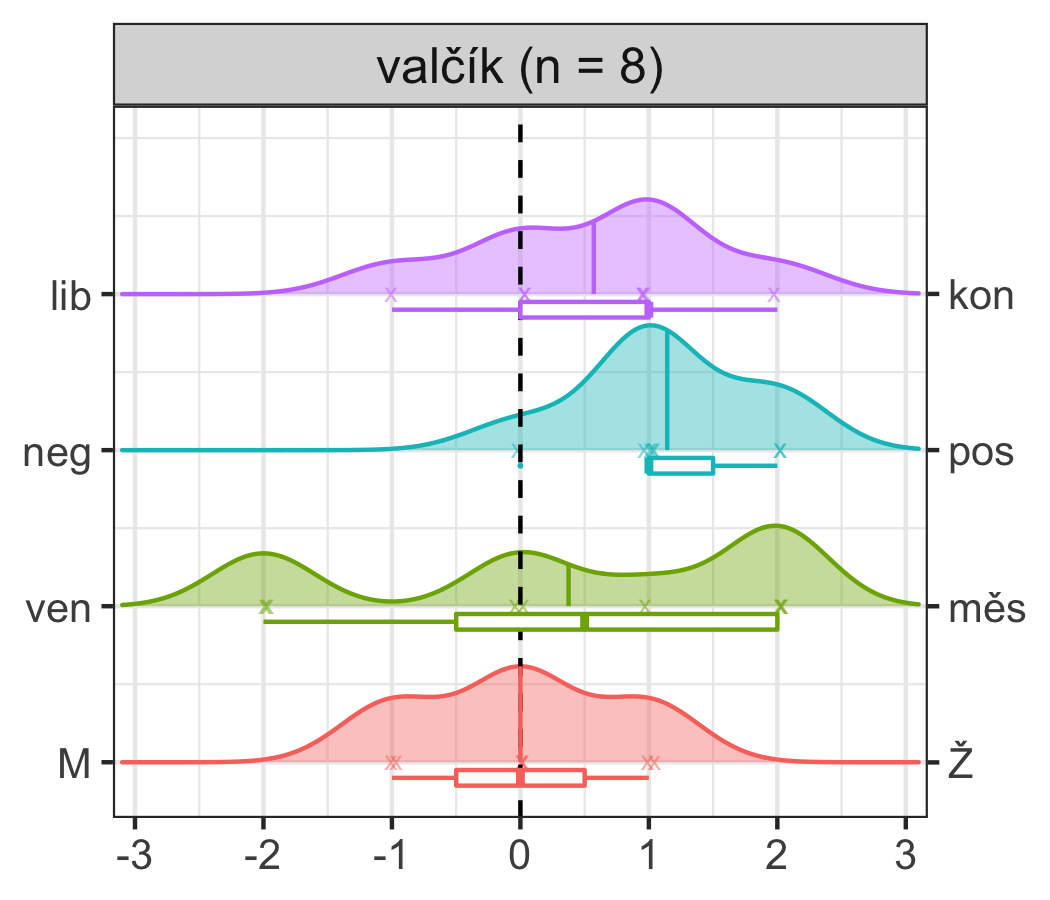 valčík (n = 8)
lib kon
neg pos
ven měs
M Ž
-3 -2 -1 0 1 2 3